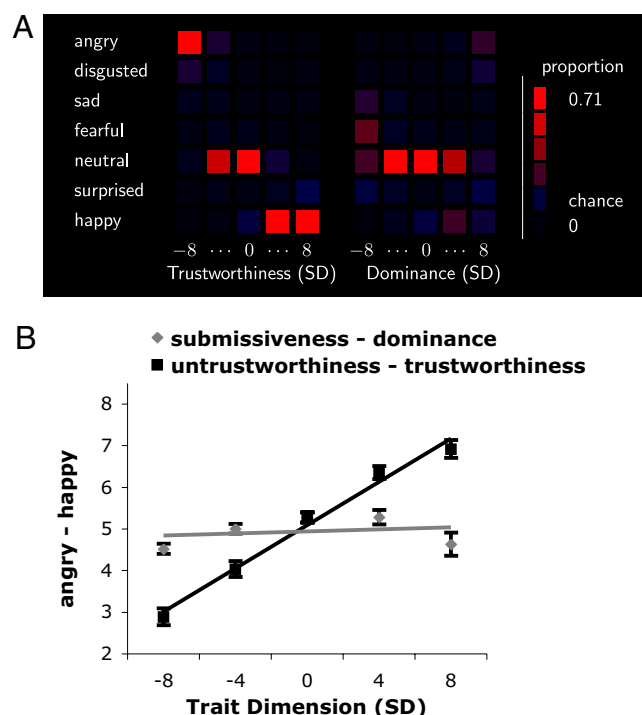 A
angry
disgusted
sad
fearful
neutral
surprised
happy
−8 ··· 0 ··· 8
Trustworthiness (SD)
−8 ··· 0 ··· 8
Dominance (SD)
proportion
0.71
chance
0
B
submissiveness - dominance
untrustworthiness - trustworthiness
angry - happy
8
7
6
5
4
3
2
-8 -4 0 4 8
Trait Dimension (SD)